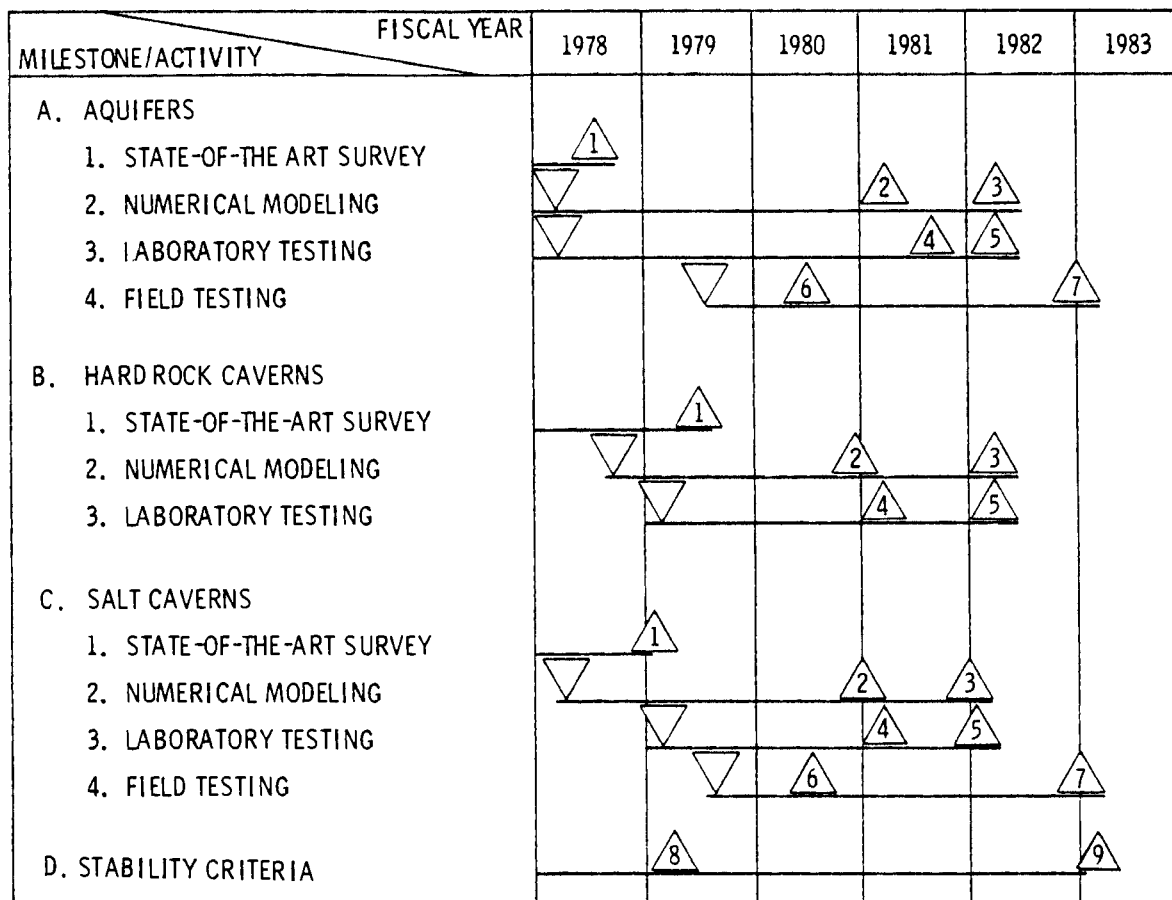 FISCAL YEAR
MILESTONE/ACTIVITY
1978 1979 1980 1981 1982 1983
A. AQUIFERS
1. STATE-OF-THE ART SURVEY 1
2. NUMERICAL MODELING 2 3
3. LABORATORY TESTING 4 5
4. FIELD TESTING 6 7
B. HARD ROCK CAVERNS
1. STATE-OF-THE-ART SURVEY 1
2. NUMERICAL MODELING 2 3
3. LABORATORY TESTING 4 5
C. SALT CAVERNS
1. STATE-OF-THE-ART SURVEY 1
2. NUMERICAL MODELING 2 3
3. LABORATORY TESTING 4 5
4. FIELD TESTING 6 7
D. STABILITY CRITERIA 8 9